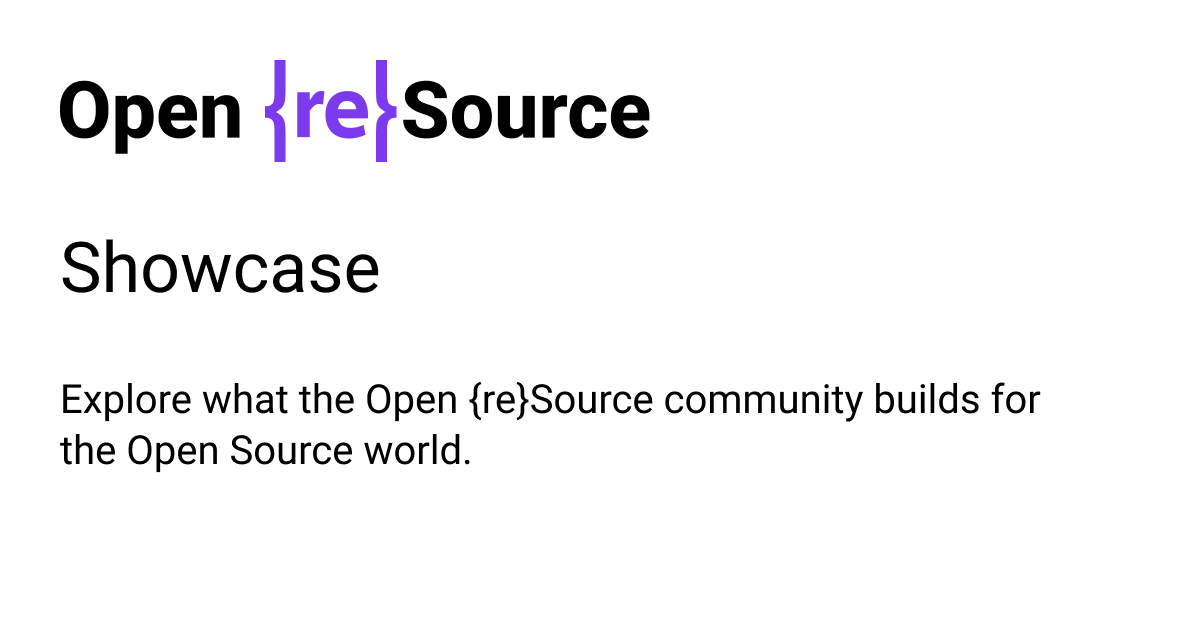 Open {re}Source
Showcase
Explore what the Open {re}Source community builds for
the Open Source world.